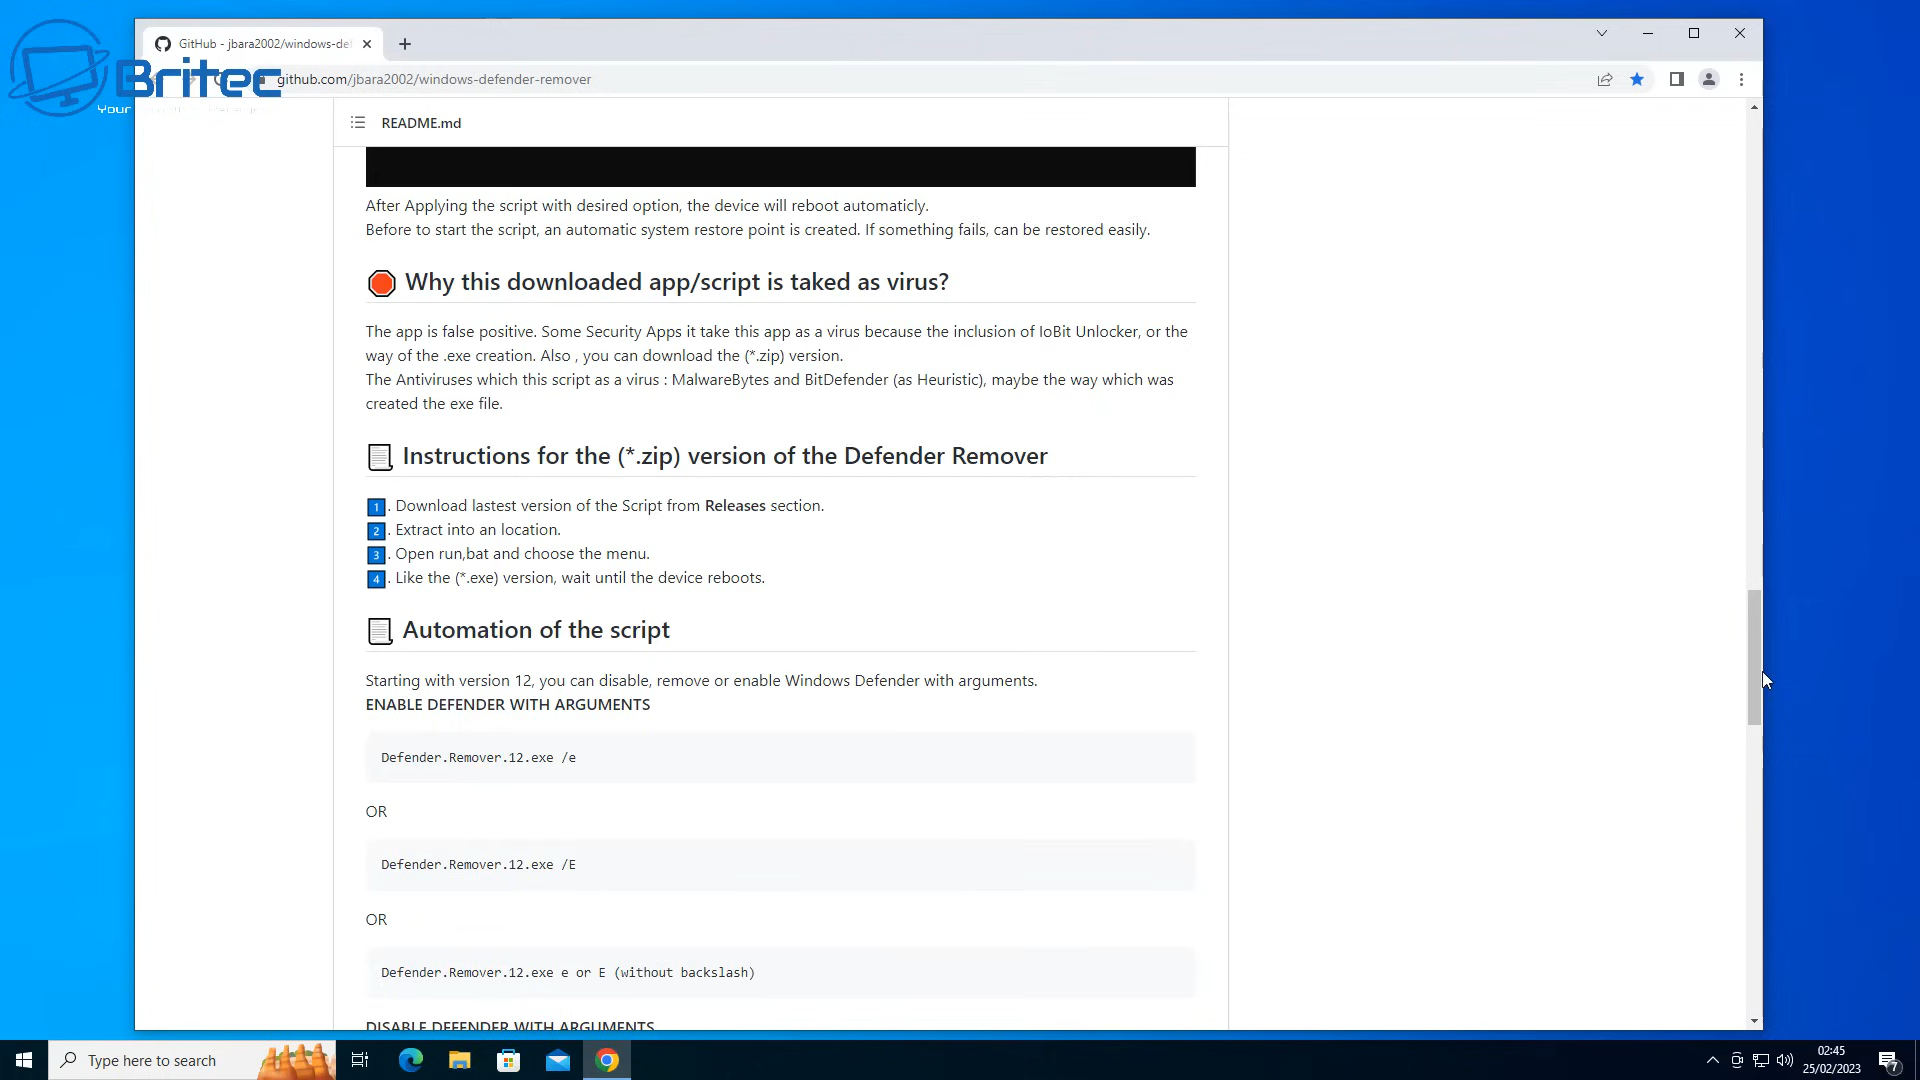 GitHub - jbara2002/windows-def
Britec
Your
github.com/jbara2002/windows-defender-remover
README.md
After Applying the script with desired option, the device will reboot automaticly.
Before to start the script, an automatic system restore point is created. If something fails, can be restored easily.
Why this downloaded app/script is taked as virus?
The app is false positive. Some Security Apps it take this app as a virus because the inclusion of IoBit Unlocker, or the
way of the .exe creation. Also , you can download the (*.zip) version.
The Antiviruses which this script as a virus : MalwareBytes and BitDefender (as Heuristic), maybe the way which was
created the exe file.
Instructions for the (*.zip) version of the Defender Remover
1. Download lastest version of the Script from Releases section.
2. Extract into an location.
3. Open run,bat and choose the menu.
4. Like the (*.exe) version, wait until the device reboots.
Automation of the script
Starting with version 12, you can disable, remove or enable Windows Defender with arguments.
ENABLE DEFENDER WITH ARGUMENTS
Defender.Remover.12.exe /e
OR
Defender.Remover.12.exe /E
OR
Defender.Remover.12.exe e or E (without backslash)
DISABLE DEFENDER WITH ARGUMENTS
Type here to search
02:45
25/02/2023
7